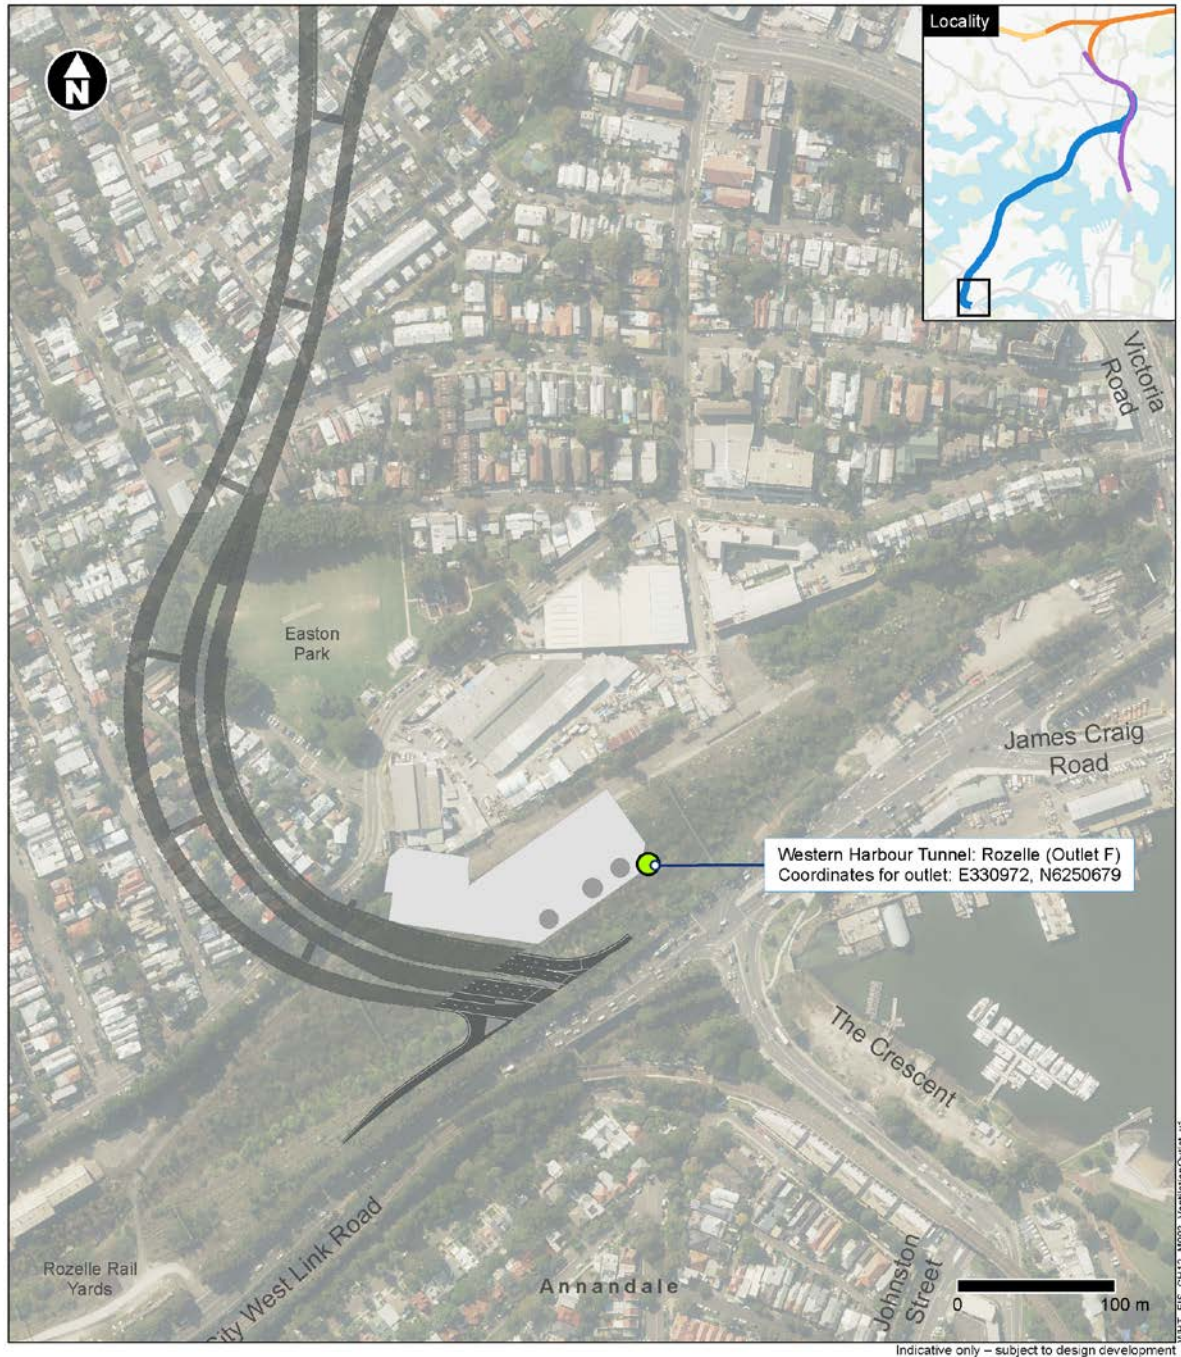 Locality
N
Victoria
Road
Easton
Park
James Craig
Road
Western Harbour Tunnel: Rozelle (Outlet F)
Coordinates for outlet: E330972, N6250679
The Crescent
Rozelle Rail
Yards
City West Link Road
Annandale
Johnston
Street
0 100 m
Indicative only – subject to design development